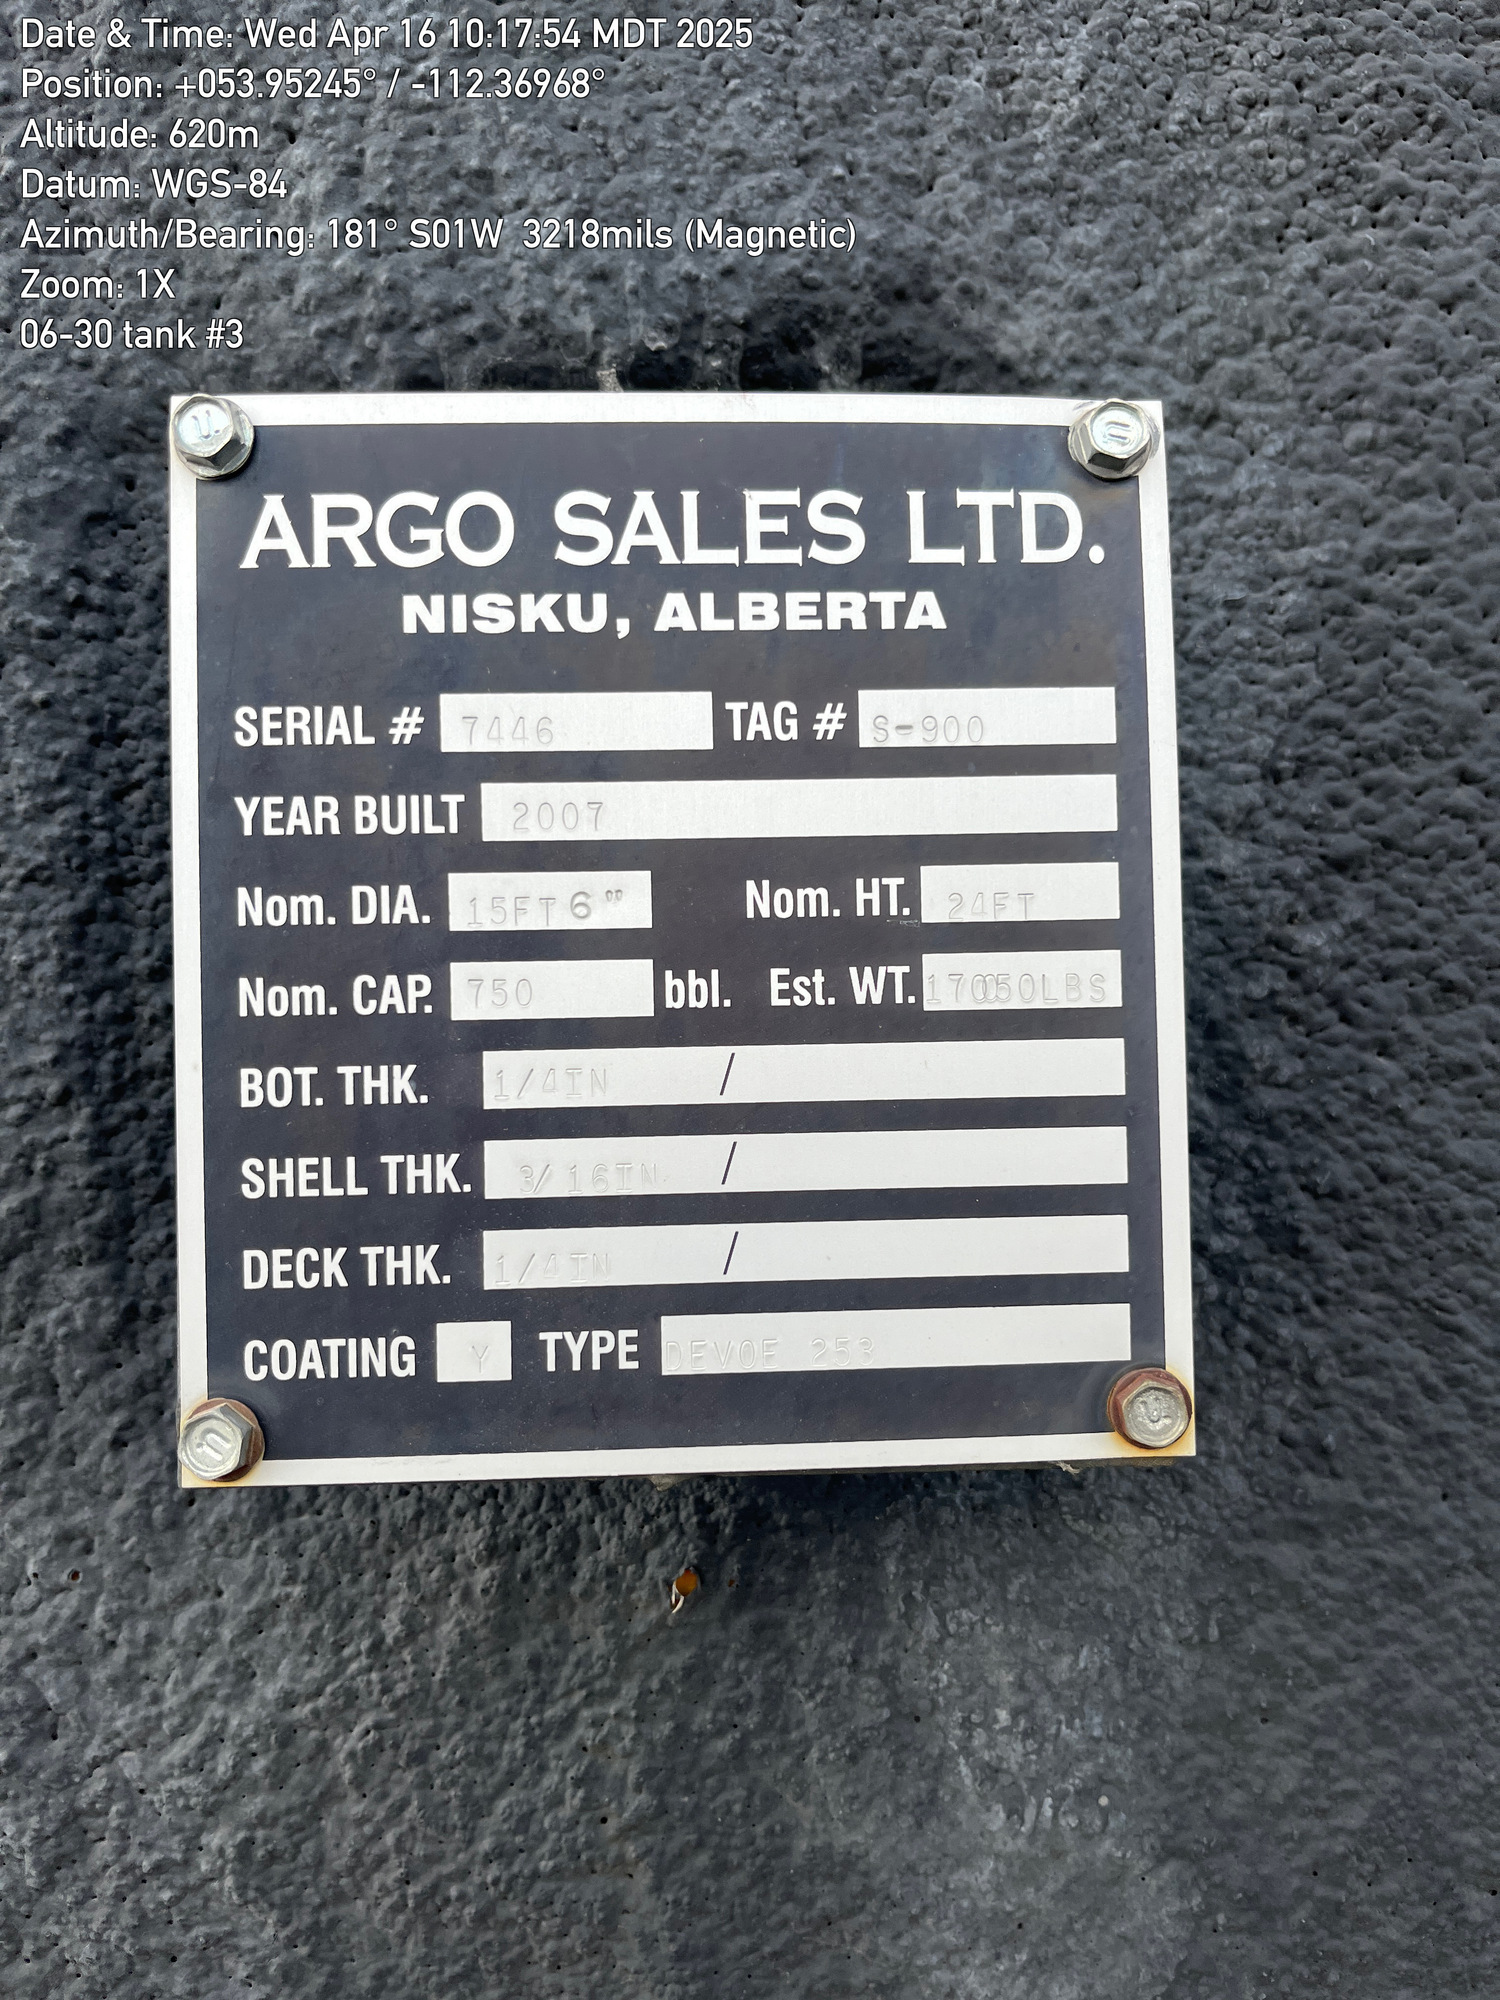 Date & Time: Wed Apr 16 10:17:54 MDT 2025
Position: +053.95245° / -112.36968°
Altitude: 620m
Datum: WGS-84
Azimuth/Bearing: 181° S01W 3218mils (Magnetic)
Zoom: 1X
06-30 tank #3
ARGO SALES LTD.
NISKU, ALBERTA
SERIAL # 7446 TAG # S-900
YEAR BUILT 2007
Nom. DIA. 15FT 6" Nom. HT. 24FT
Nom. CAP. 750 bbl. Est. WT.
BOT. THK. 1/4IN /
SHELL THK. 3/16IN /
DECK THK. 1/4IN /
COATING Y TYPE DEVOE 253